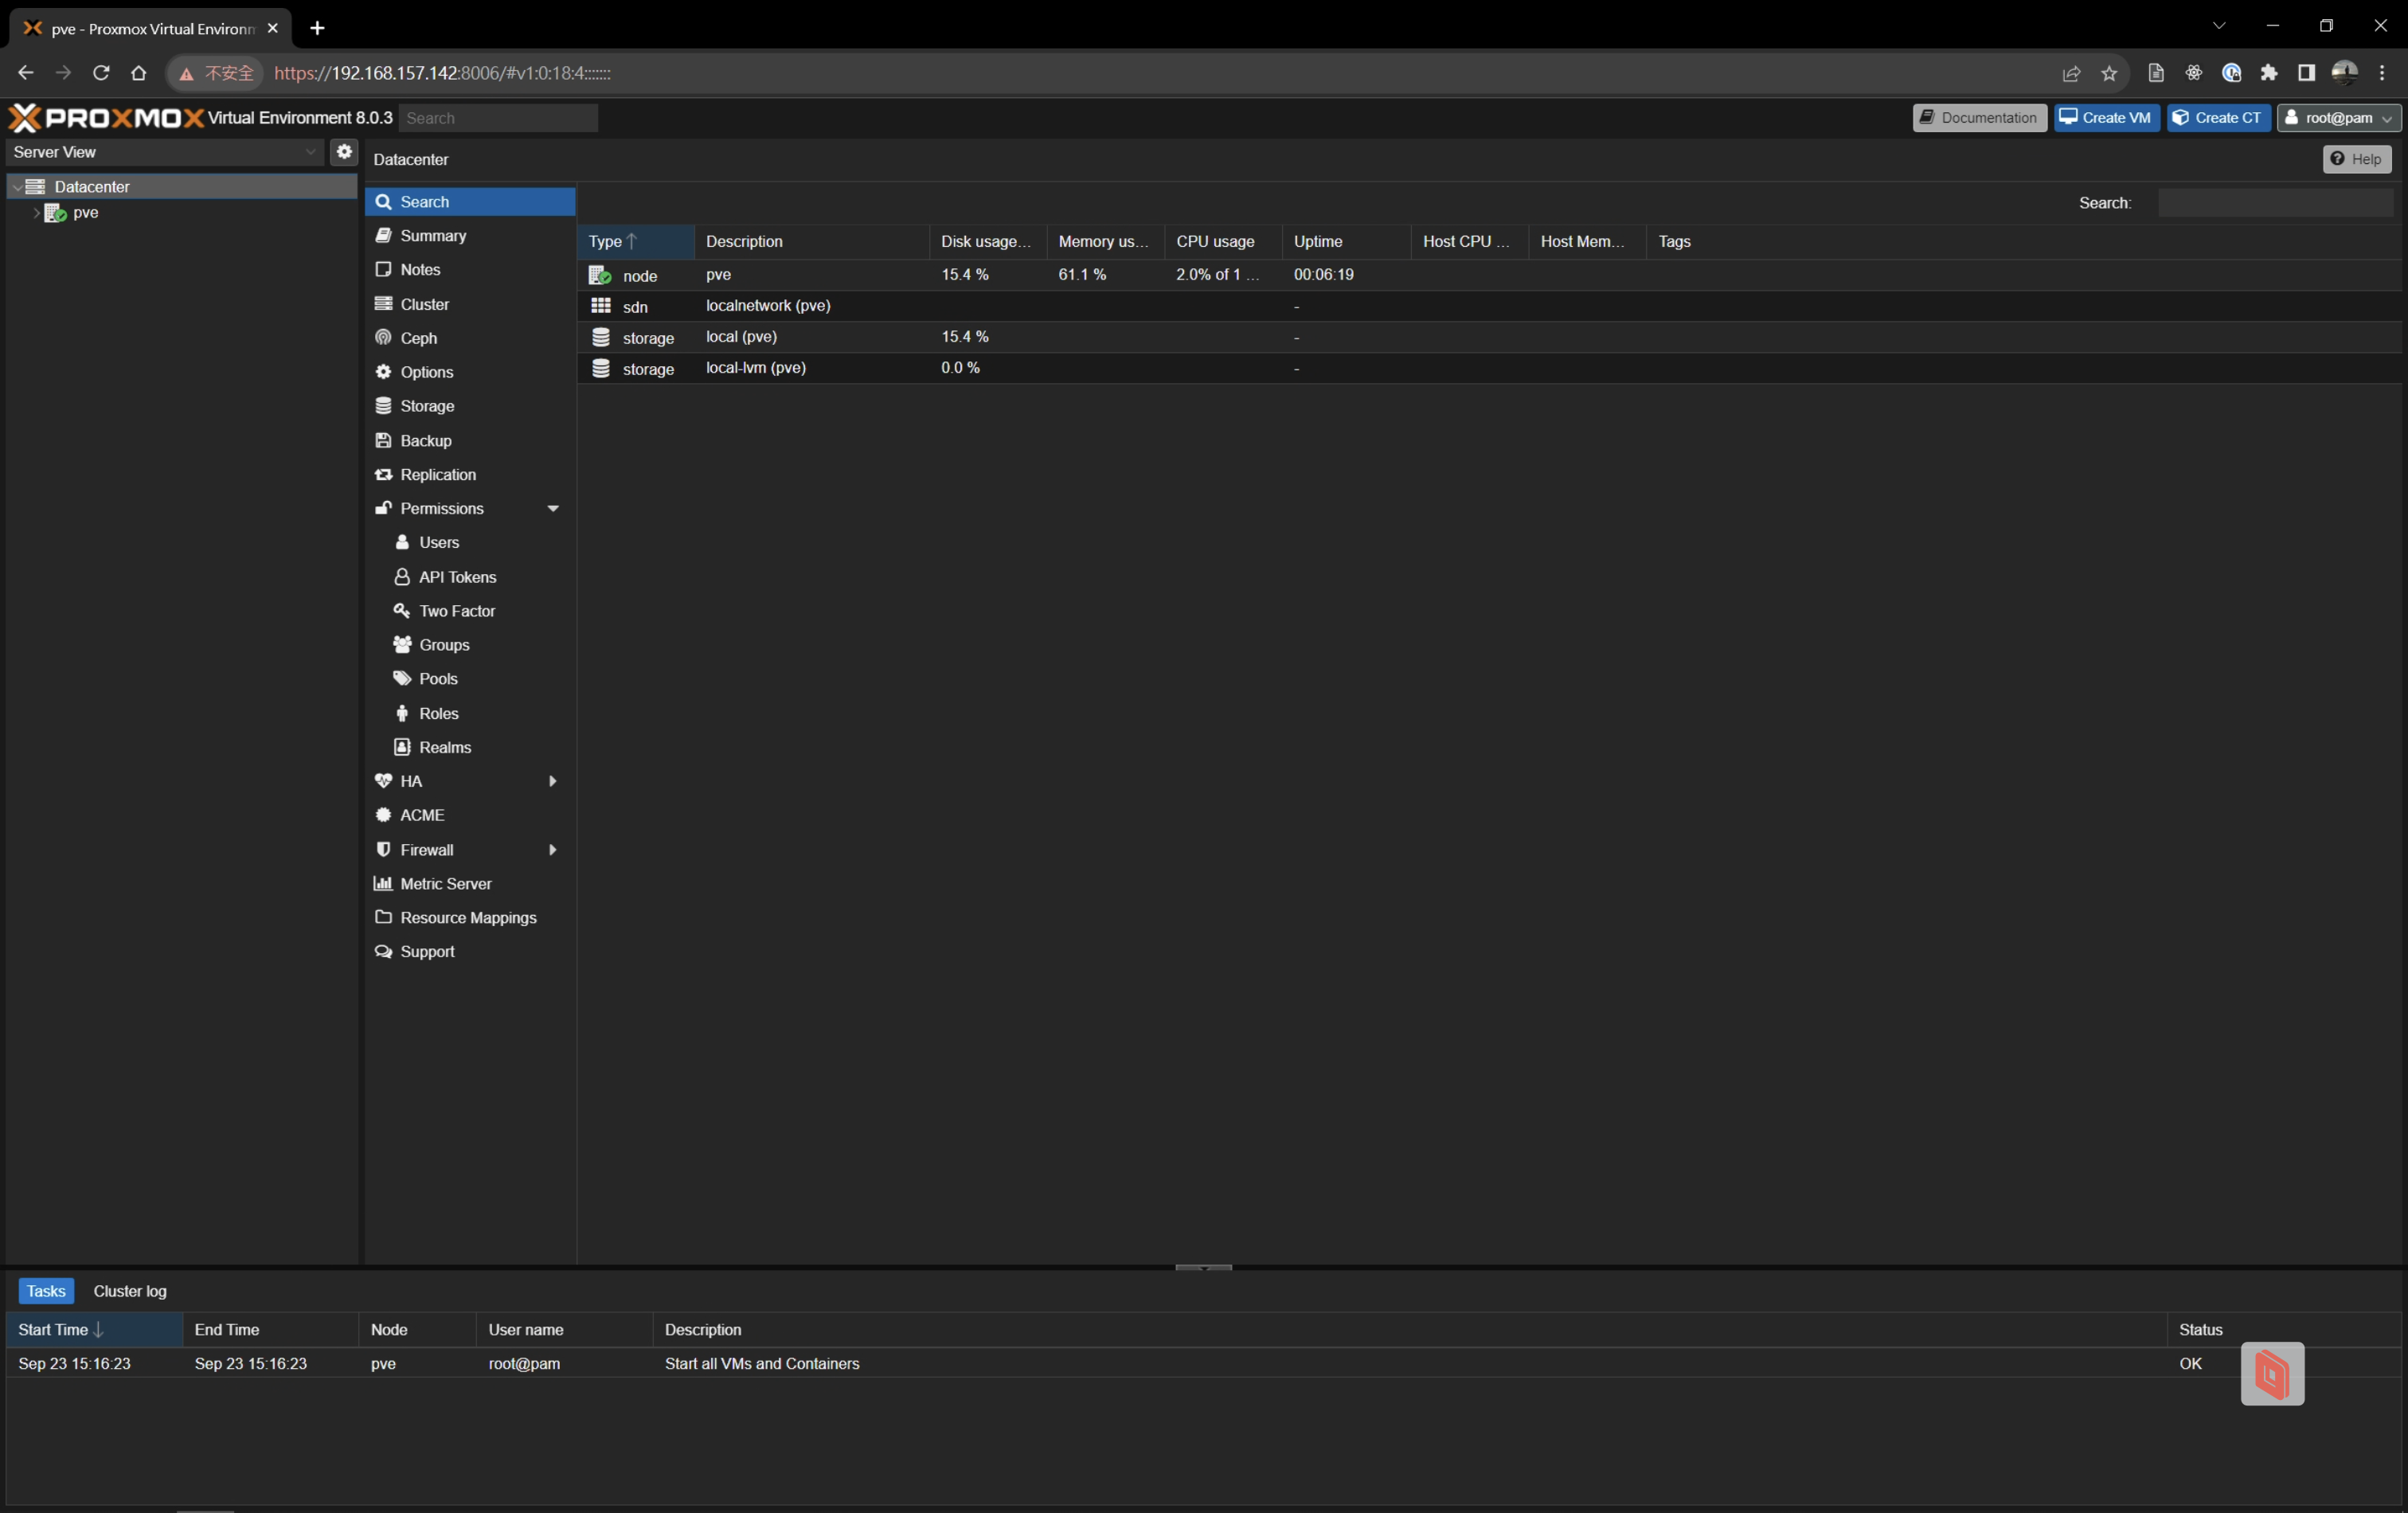 pve - Proxmox Virtual Environm
不安全 https://192.168.157.142:8006/#v1:0:18:4:::::::
PROXMOX Virtual Environment 8.0.3 Search Documentation Create VM Create CT root@pam
Server View
Datacenter Help
Datacenter
pve
Search
Summary
Notes
Cluster
Ceph
Options
Storage
Backup
Replication
Permissions
Users
API Tokens
Two Factor
Groups
Pools
Roles
Realms
HA
ACME
Firewall
Metric Server
Resource Mappings
Support
Search:
Type Description Disk usage... Memory us... CPU usage Uptime Host CPU ... Host Mem... Tags
node pve 15.4 % 61.1 % 2.0% of 1 ... 00:06:19
sdn localnetwork (pve) -
storage local (pve) 15.4 % -
storage local-lvm (pve) 0.0 % -
Tasks Cluster log
Start Time End Time Node User name Description Status
Sep 23 15:16:23 Sep 23 15:16:23 pve root@pam Start all VMs and Containers OK